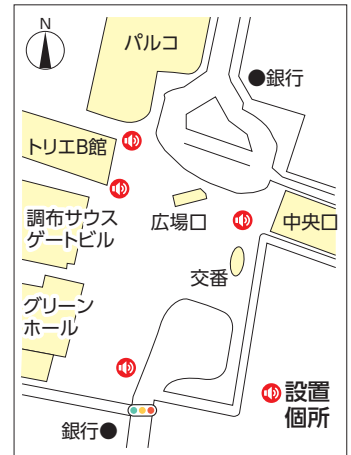 N
パルコ
●銀行
トリエB館
調布サウス
ゲートビル
広場口
中央口
交番
グリーン
ホール
設置
個所
銀行●